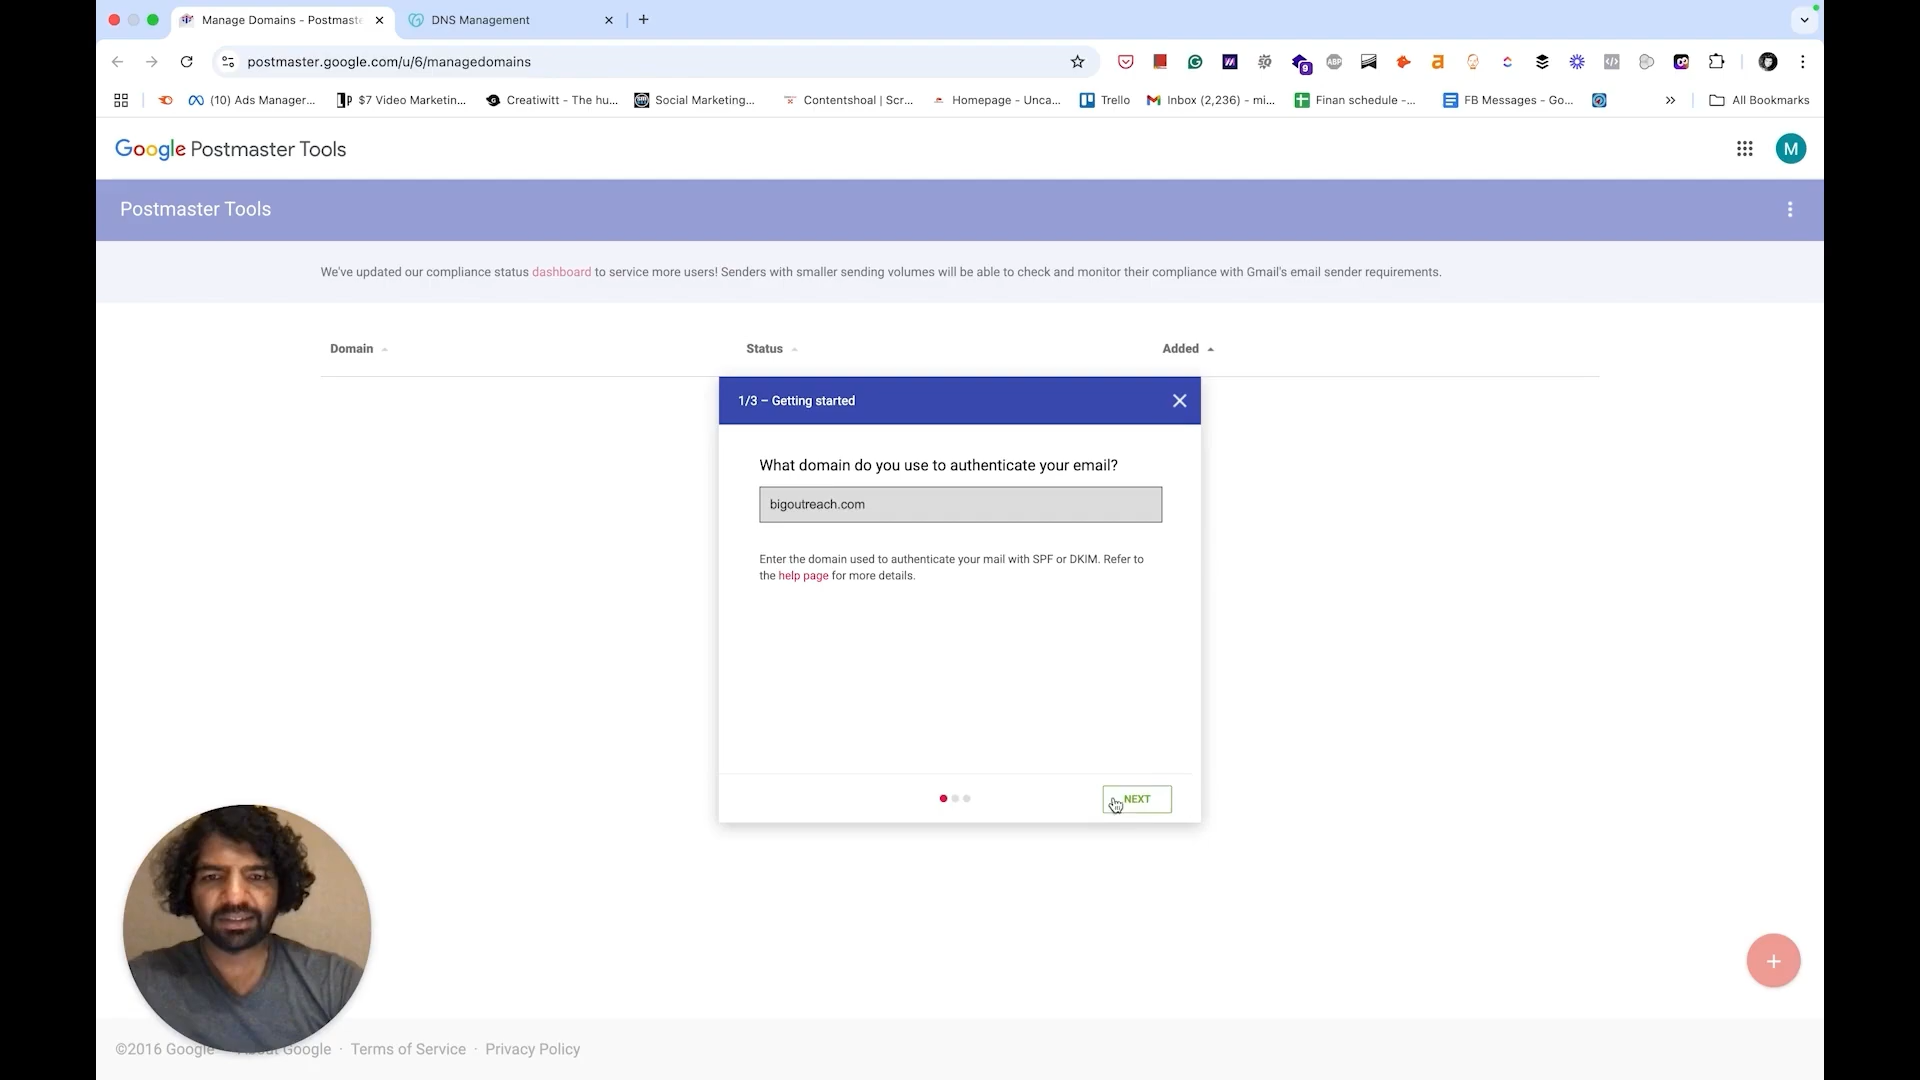 Manage Domains - Postmaste
DNS Management
postmaster.google.com/u/6/managedomains
9
ABP
(10) Ads Manager...
$7 Video Marketin...
Creatiwitt - The hu...
Social Marketing...
Contentshoal | Scr...
Homepage - Unca...
Trello
Inbox (2,236) - mi...
Finan schedule -...
FB Messages - Go...
All Bookmarks
Google Postmaster Tools
M
Postmaster Tools
We've updated our compliance status dashboard to service more users! Senders with smaller sending volumes will be able to check and monitor their compliance with Gmail's email sender requirements.
Domain
Status
Added
1/3 – Getting started
What domain do you use to authenticate your email?
bigoutreach.com
Enter the domain used to authenticate your mail with SPF or DKIM. Refer to
the help page for more details.
NEXT
©2016 Google · About Google · Terms of Service · Privacy Policy